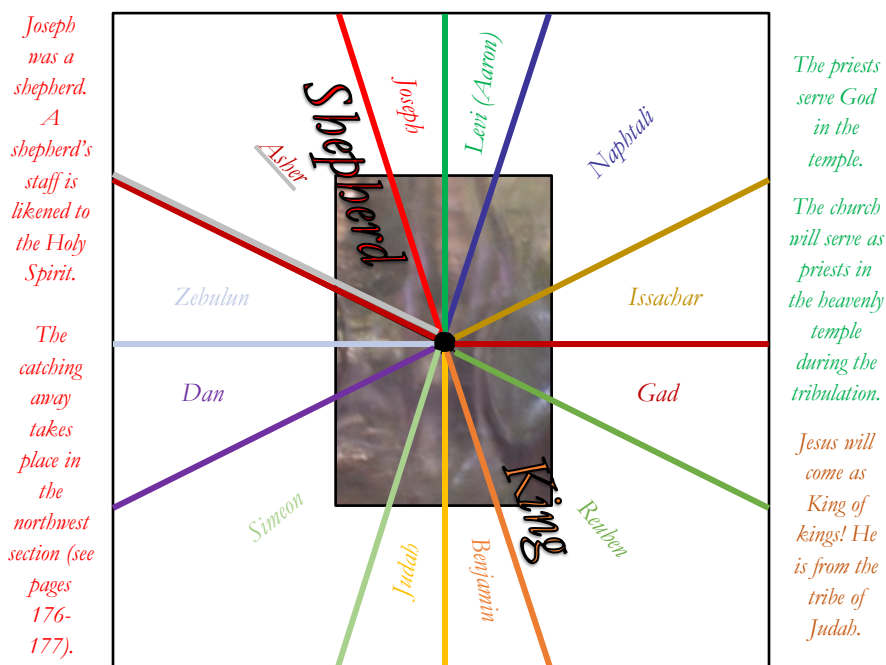 Joseph
was a
shepherd.
A
shepherd's
staff is
likened to
the Holy
Spirit.
The
catching
away
takes
place in
the
northwest
section (see
pages
176-
177).
Shepherd
Joseph
Levi (Aaron)
Naphtali
Asher
Zebulun
Issachar
Dan
Gad
Simeon
Judah
Benjamin
King
Reuben
The priests
serve God
in the
temple.
The church
will serve as
priests in
the heavenly
temple
during the
tribulation.
Jesus will
come as
King of
kings! He
is from the
tribe of
Judah.